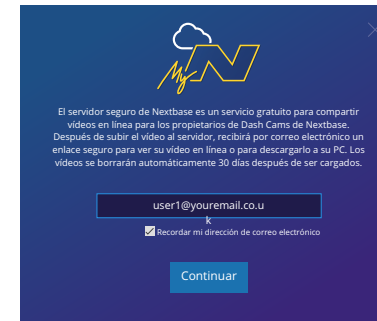 My N
El servidor seguro de Nextbase es un servicio gratuito para compartir
vídeos en línea para los propietarios de Dash Cams de Nextbase.
Después de subir el vídeo al servidor, recibirá por correo electrónico un
enlace seguro para ver su vídeo en línea o para descargarlo a su PC. Los
vídeos se borrarán automáticamente 30 días después de ser cargados.
user1@youremail.co.u
k
Recordar mi dirección de correo electrónico
Continuar